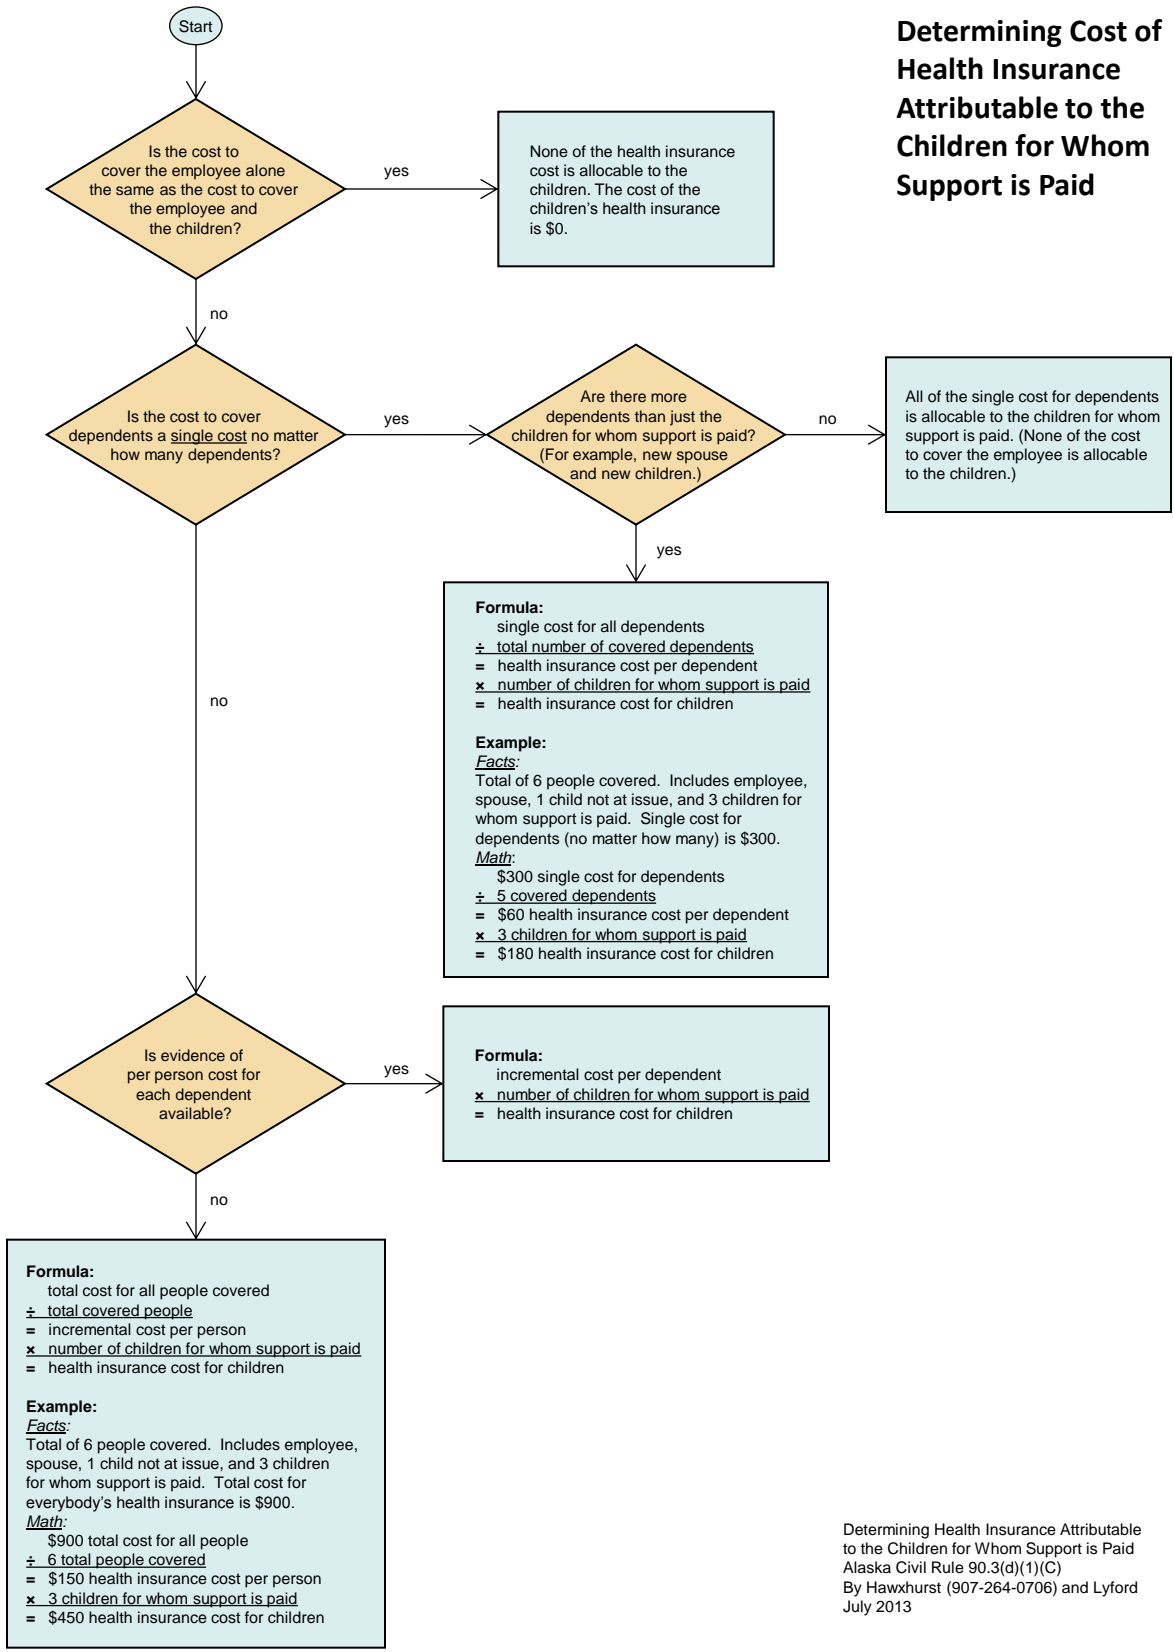 Start
Determining Cost of
Health Insurance
Attributable to the
Children for Whom
Support is Paid
Is the cost to
cover the employee alone
the same as the cost to cover
the employee and
the children?
yes
None of the health insurance
cost is allocable to the
children. The cost of the
children’s health insurance
is $0.
no
Is the cost to cover
dependents a single cost no matter
how many dependents?
yes
Are there more
dependents than just the
children for whom support is paid?
(For example, new spouse
and new children.)
no
All of the single cost for dependents
is allocable to the children for whom
support is paid. (None of the cost
to cover the employee is allocable
to the children.)
yes
Formula:
single cost for all dependents
÷ total number of covered dependents
= health insurance cost per dependent
× number of children for whom support is paid
= health insurance cost for children
Example:
Facts:
Total of 6 people covered. Includes employee,
spouse, 1 child not at issue, and 3 children for
whom support is paid. Single cost for
dependents (no matter how many) is $300.
Math:
$300 single cost for dependents
÷ 5 covered dependents
= $60 health insurance cost per dependent
× 3 children for whom support is paid
= $180 health insurance cost for children
no
Is evidence of
per person cost for
each dependent
available?
yes
Formula:
incremental cost per dependent
× number of children for whom support is paid
= health insurance cost for children
no
Formula:
total cost for all people covered
÷ total covered people
= incremental cost per person
× number of children for whom support is paid
= health insurance cost for children
Example:
Facts:
Total of 6 people covered. Includes employee,
spouse, 1 child not at issue, and 3 children
for whom support is paid. Total cost for
everybody’s health insurance is $900.
Math:
$900 total cost for all people
÷ 6 total people covered
= $150 health insurance cost per person
× 3 children for whom support is paid
= $450 health insurance cost for children
Determining Health Insurance Attributable
to the Children for Whom Support is Paid
Alaska Civil Rule 90.3(d)(1)(C)
By Hawxhurst (907-264-0706) and Lyford
July 2013